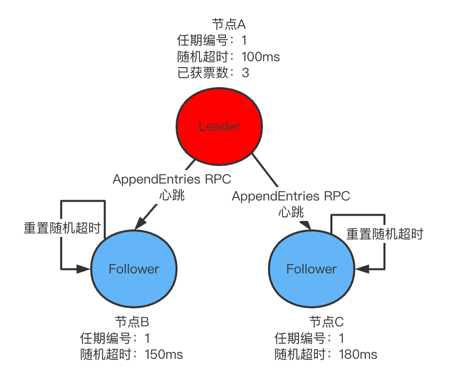 节点A
任期编号：1
随机超时：100ms
已获票数：3
Leader
AppendEntries RPC
心跳
AppendEntries RPC
心跳
重置随机超时
重置随机超时
Follower
Follower
节点B
任期编号：1
随机超时：150ms
节点C
任期编号：1
随机超时：180ms